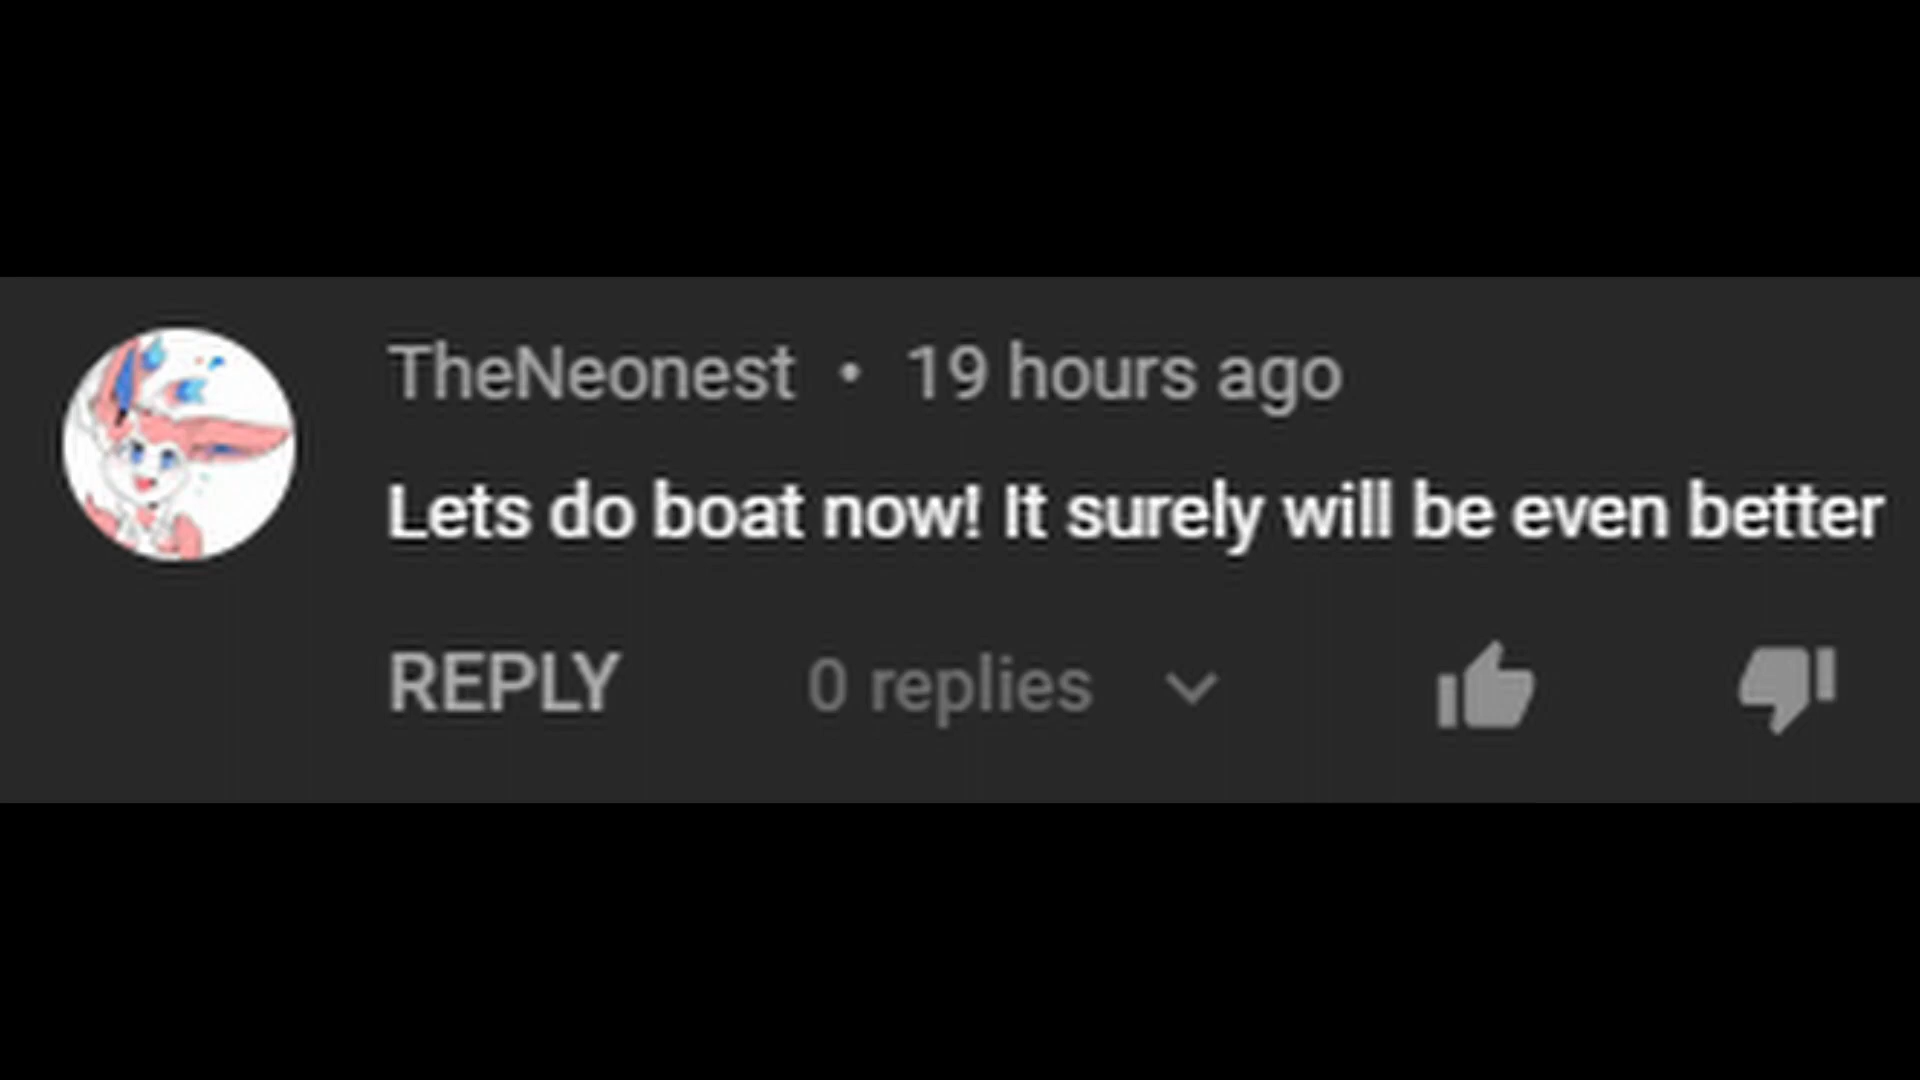 TheNeonest • 19 hours ago
Lets do boat now! It surely will be even better
REPLY 0 replies